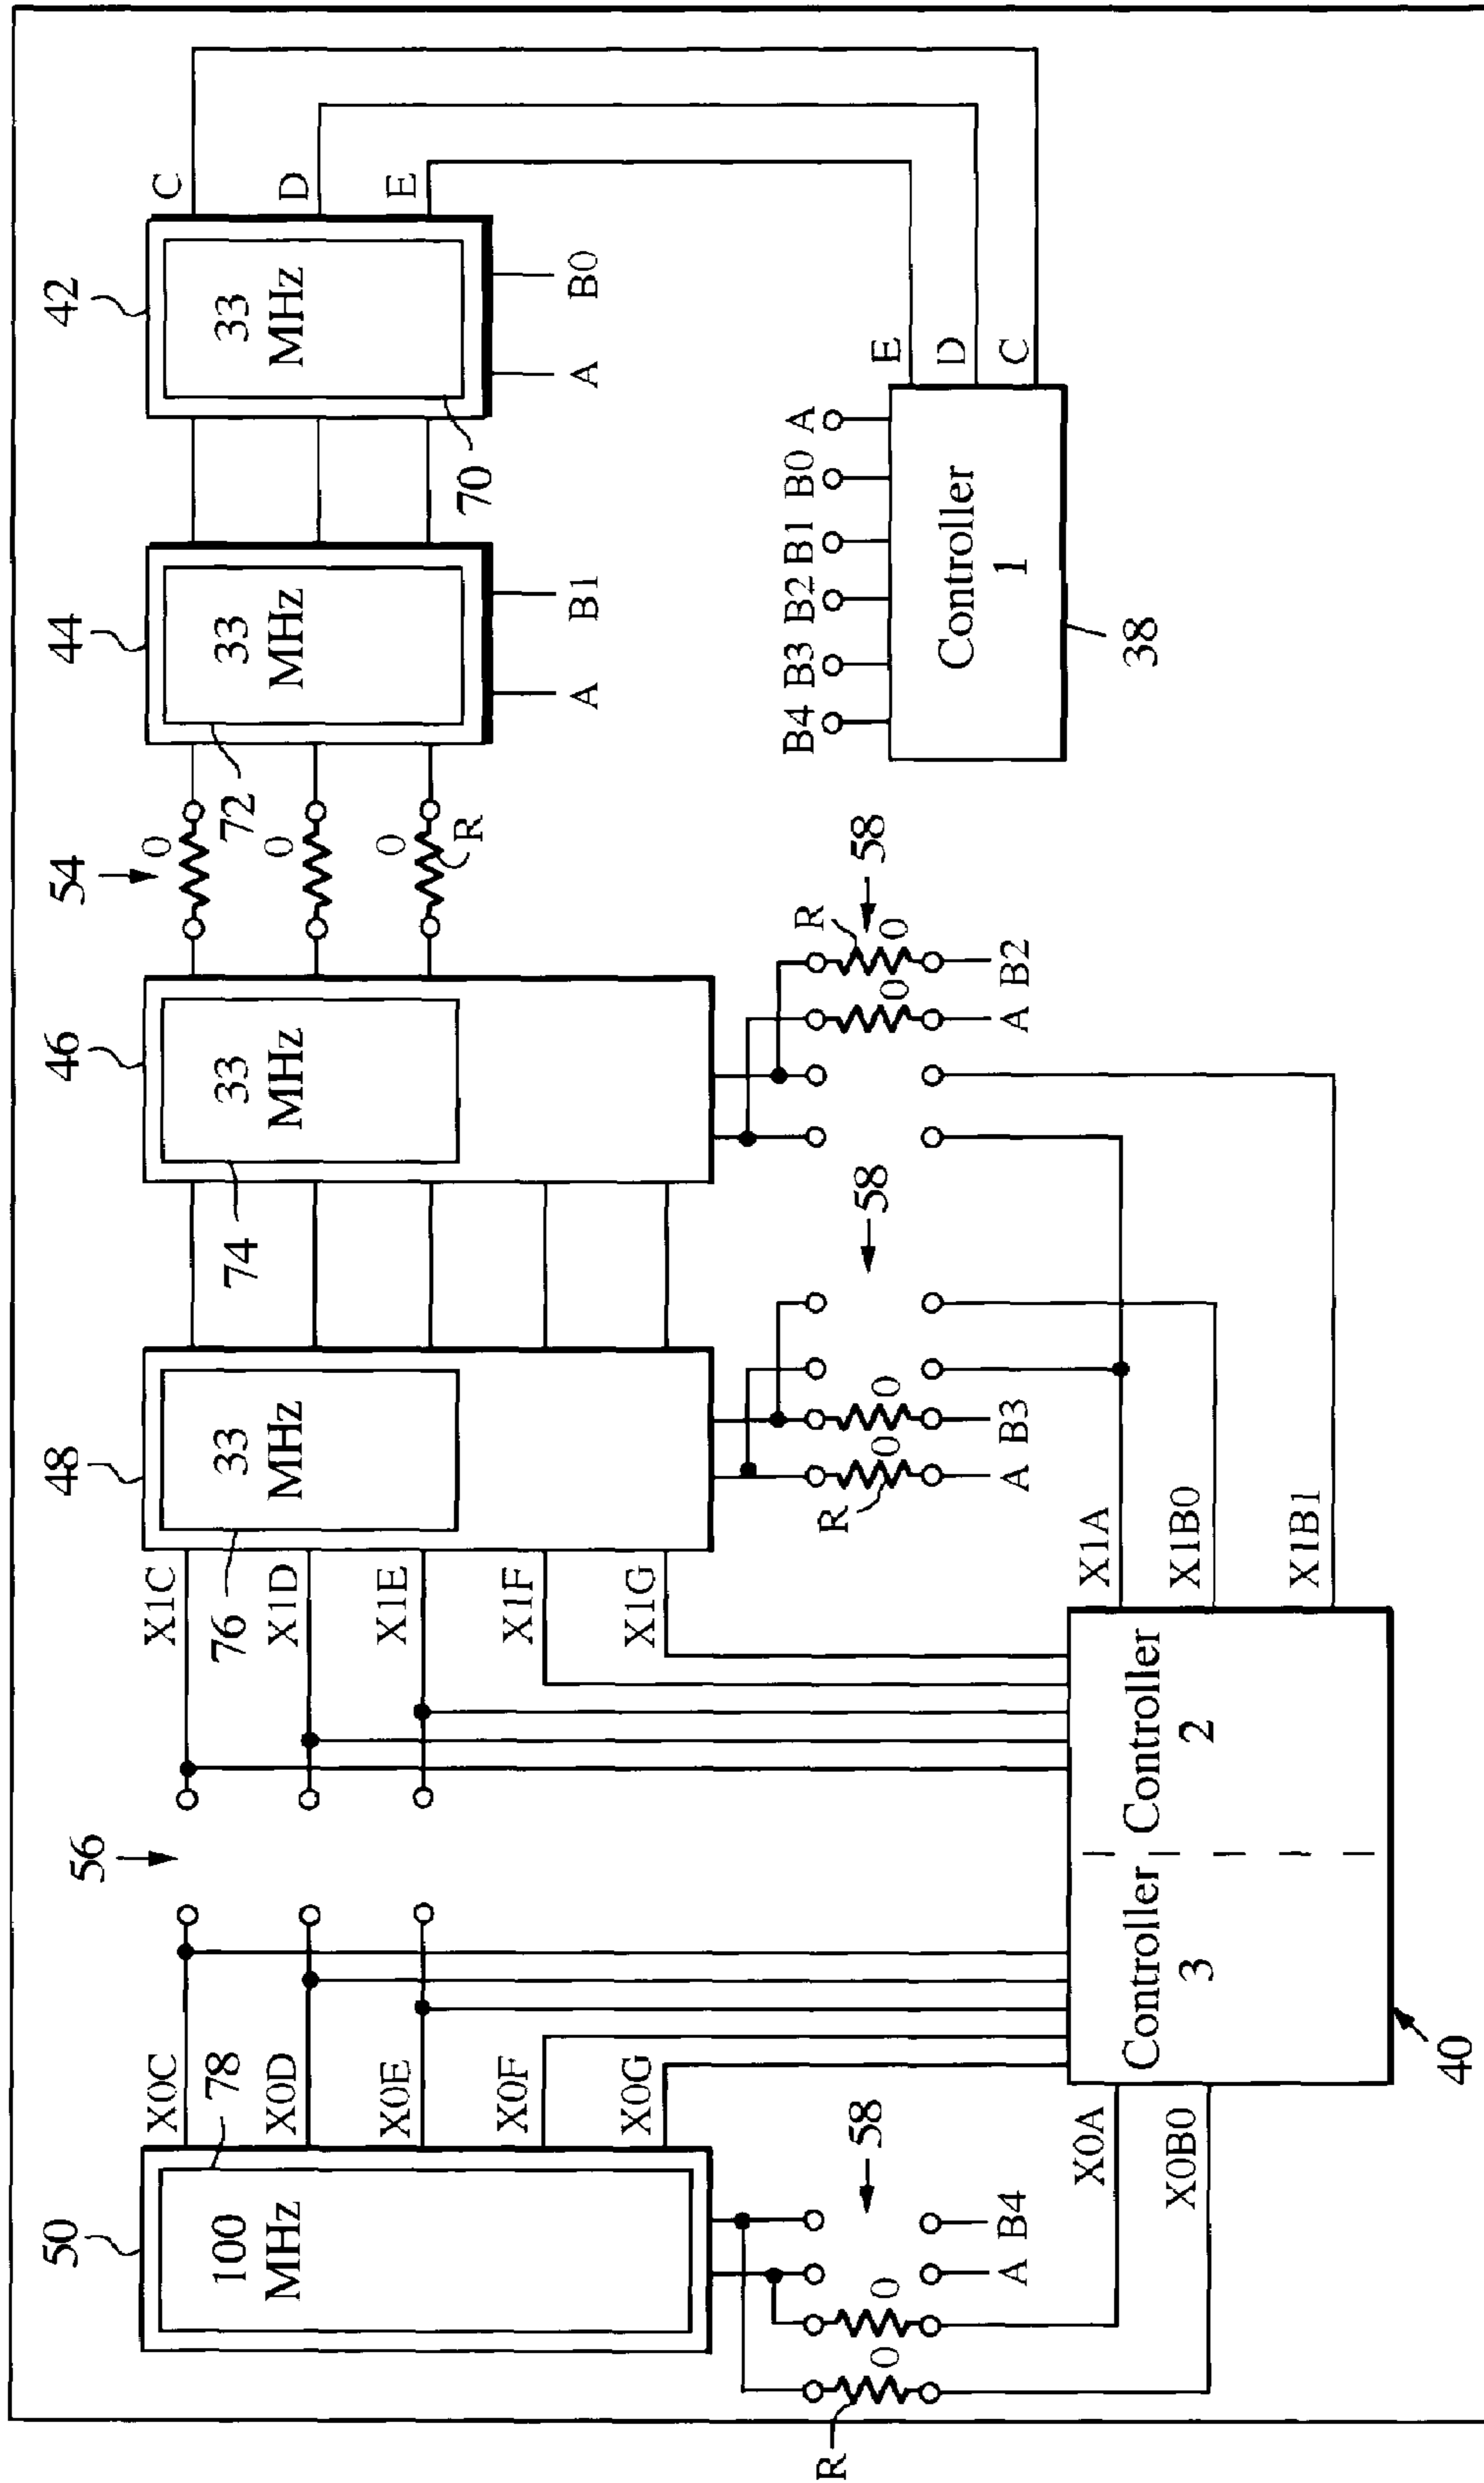 50
100
MHz
78
X0C
X0D
X0E
X0F
X0G
56
48
33
MHz
76
X1C
X1D
X1E
X1F
X1G
46
33
MHz
74
54
0
0
0
R
44
33
MHz
72
A
B1
42
33
MHz
70
A
B0
C
D
E
58
R
0
0
A
B4
58
R
0
0
A
B3
58
R
0
0
A
B2
B4
B3
B2
B1
B0
A
E
D
C
Controller
1
38
X0A
X0B0
Controller
3
Controller
2
X1A
X1B0
X1B1
40